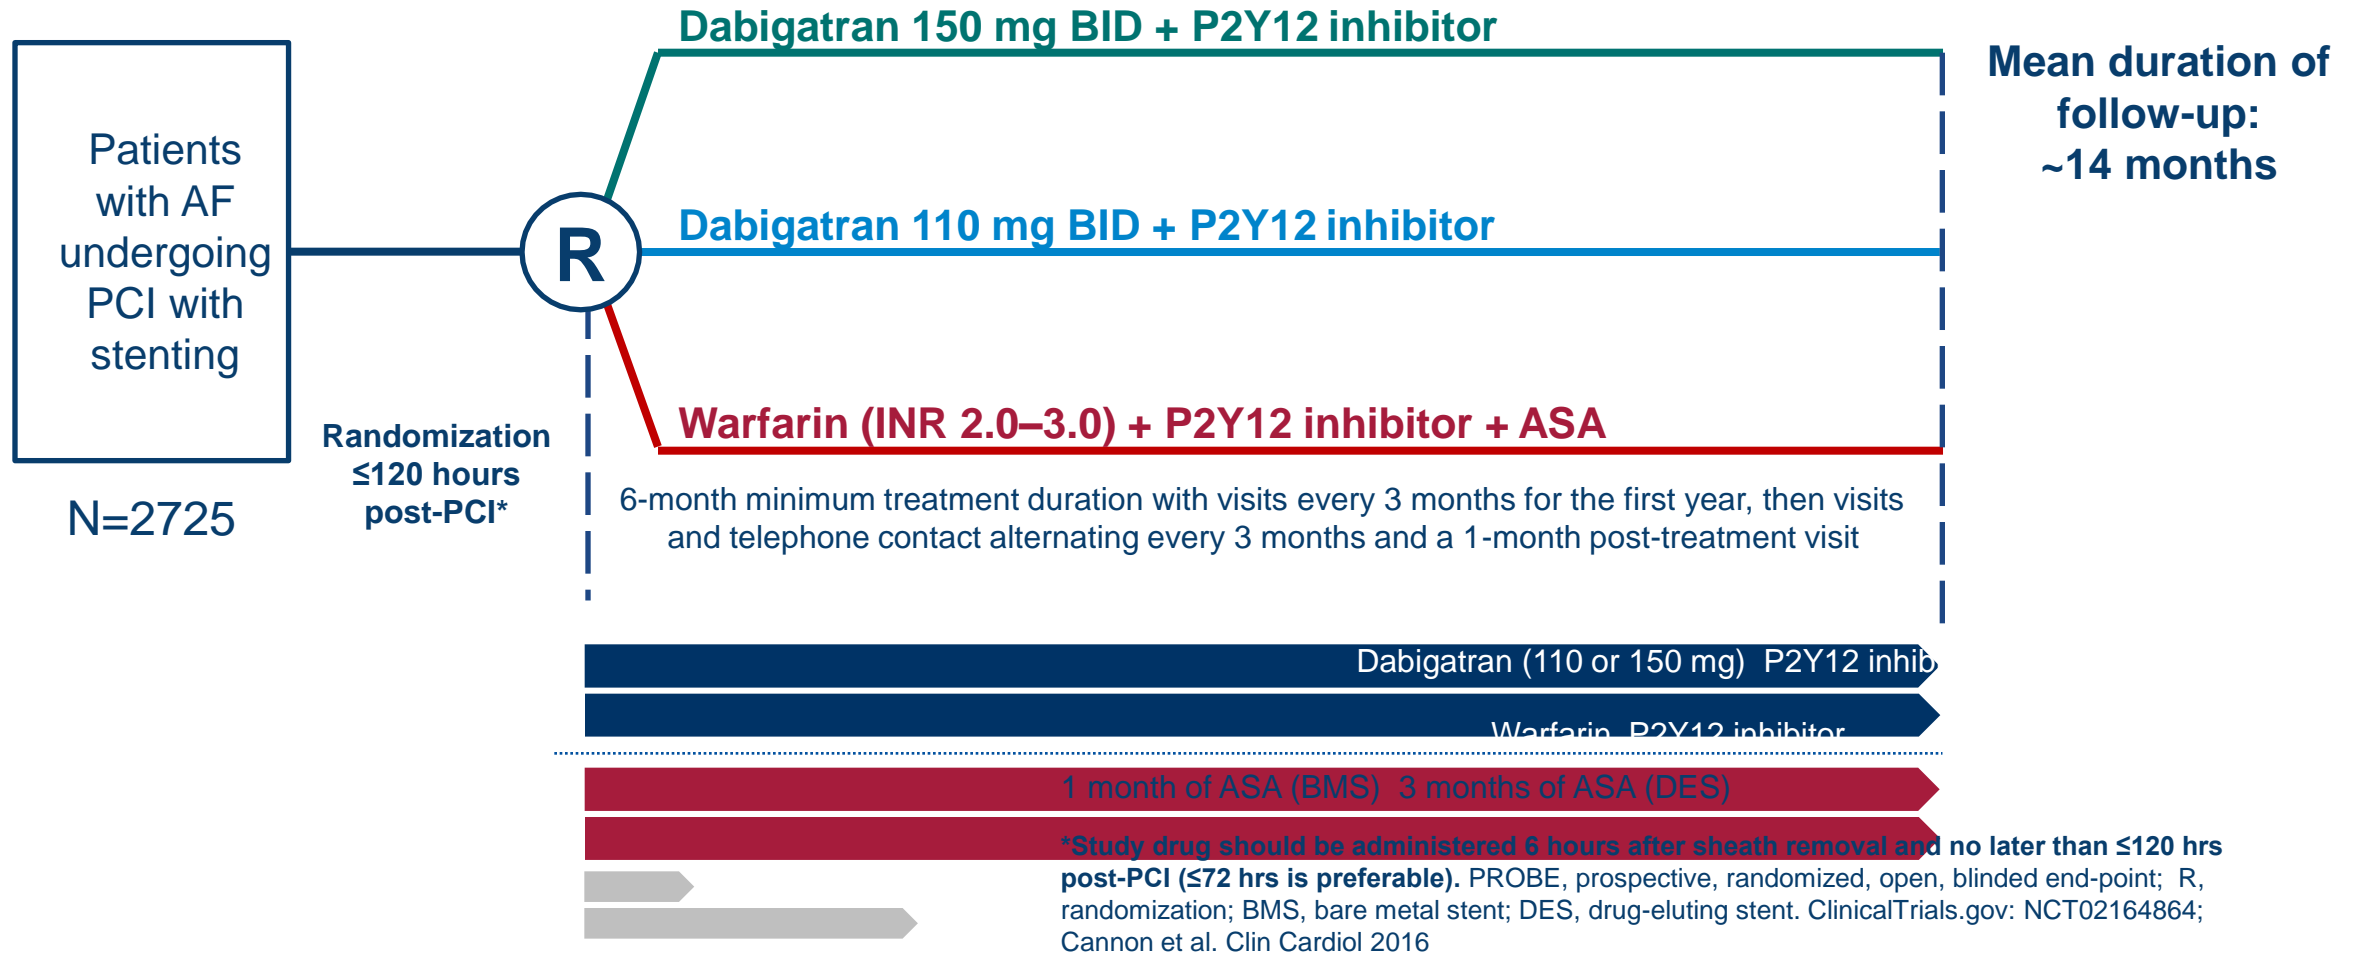 Dabigatran 150 mg BID + P2Y12 inhibitor
Mean duration of
follow-up:
~14 months
Patients
with AF
undergoing
PCI with
stenting
R
Dabigatran 110 mg BID + P2Y12 inhibitor
Warfarin (INR 2.0–3.0) + P2Y12 inhibitor + ASA
Randomization
≤120 hours
post-PCI*
N=2725
6-month minimum treatment duration with visits every 3 months for the first year, then visits
and telephone contact alternating every 3 months and a 1-month post-treatment visit
Dabigatran (110 or 150 mg) P2Y12 inhib
Warfarin P2Y12 inhibitor
1 month of ASA (BMS) 3 months of ASA (DES)
*Study drug should be administered 6 hours after sheath removal and no later than ≤120 hrs
post-PCI (≤72 hrs is preferable). PROBE, prospective, randomized, open, blinded end-point; R,
randomization; BMS, bare metal stent; DES, drug-eluting stent. ClinicalTrials.gov: NCT02164864;
Cannon et al. Clin Cardiol 2016